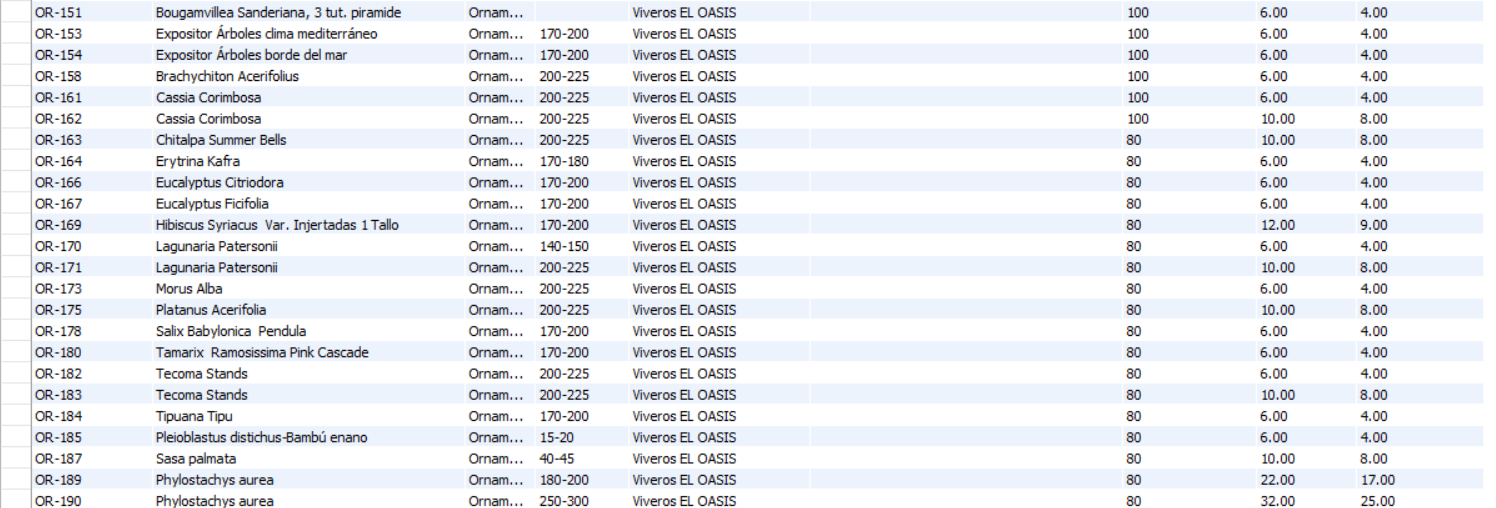 OR-151 Bougamvillea Sanderiana, 3 tut. piramide Ornam... Viveros EL OASIS 100 6.00 4.00
OR-153 Expositor Árboles clima mediterráneo Ornam... 170-200 Viveros EL OASIS 100 6.00 4.00
OR-154 Expositor Árboles borde del mar Ornam... 170-200 Viveros EL OASIS 100 6.00 4.00
OR-158 Brachychiton Acerifolius Ornam... 200-225 Viveros EL OASIS 100 6.00 4.00
OR-161 Cassia Corimbosa Ornam... 200-225 Viveros EL OASIS 100 6.00 4.00
OR-162 Cassia Corimbosa Ornam... 200-225 Viveros EL OASIS 100 10.00 8.00
OR-163 Chitalpa Summer Bells Ornam... 200-225 Viveros EL OASIS 80 10.00 8.00
OR-164 Erytrina Kafra Ornam... 170-180 Viveros EL OASIS 80 6.00 4.00
OR-166 Eucalyptus Citriodora Ornam... 170-200 Viveros EL OASIS 80 6.00 4.00
OR-167 Eucalyptus Ficifolia Ornam... 170-200 Viveros EL OASIS 80 6.00 4.00
OR-169 Hibiscus Syriacus  Var. Injertadas 1 Tallo Ornam... 170-200 Viveros EL OASIS 80 12.00 9.00
OR-170 Lagunaria Patersonii Ornam... 140-150 Viveros EL OASIS 80 6.00 4.00
OR-171 Lagunaria Patersonii Ornam... 200-225 Viveros EL OASIS 80 10.00 8.00
OR-173 Morus Alba Ornam... 200-225 Viveros EL OASIS 80 6.00 4.00
OR-175 Platanus Acerifolia Ornam... 200-225 Viveros EL OASIS 80 10.00 8.00
OR-178 Salix Babylonica  Pendula Ornam... 170-200 Viveros EL OASIS 80 6.00 4.00
OR-180 Tamarix  Ramosissima Pink Cascade Ornam... 170-200 Viveros EL OASIS 80 6.00 4.00
OR-182 Tecoma Stands Ornam... 200-225 Viveros EL OASIS 80 6.00 4.00
OR-183 Tecoma Stands Ornam... 200-225 Viveros EL OASIS 80 10.00 8.00
OR-184 Tipuana Tipu Ornam... 170-200 Viveros EL OASIS 80 6.00 4.00
OR-185 Pleioblastus distichus-Bambú enano Ornam... 15-20 Viveros EL OASIS 80 6.00 4.00
OR-187 Sasa palmata Ornam... 40-45 Viveros EL OASIS 80 10.00 8.00
OR-189 Phylostachys aurea Ornam... 180-200 Viveros EL OASIS 80 22.00 17.00
OR-190 Phylostachys aurea Ornam... 250-300 Viveros EL OASIS 80 32.00 25.00